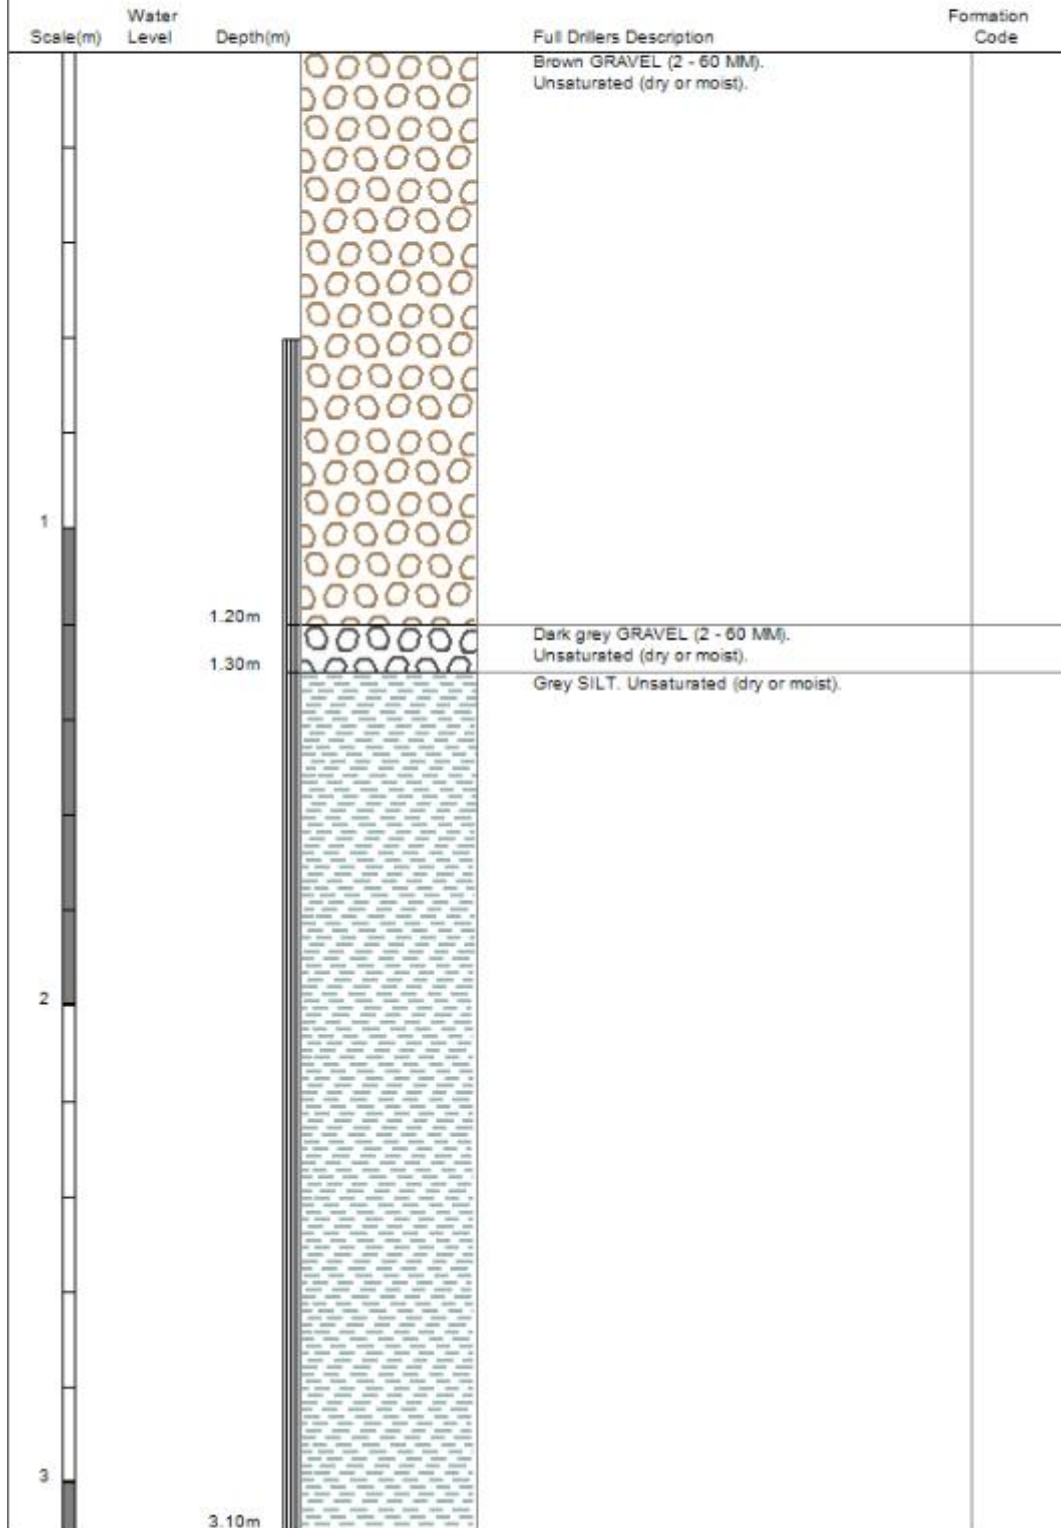 Water
Formation
Scale(m) Level Depth(m) Full Drillers Description Code
Brown GRAVEL (2 - 60 MM).
Unsaturated (dry or moist).
1
1.20m
Dark grey GRAVEL (2 - 60 MM).
Unsaturated (dry or moist).
1.30m
Grey SILT. Unsaturated (dry or moist).
2
3
3.10m